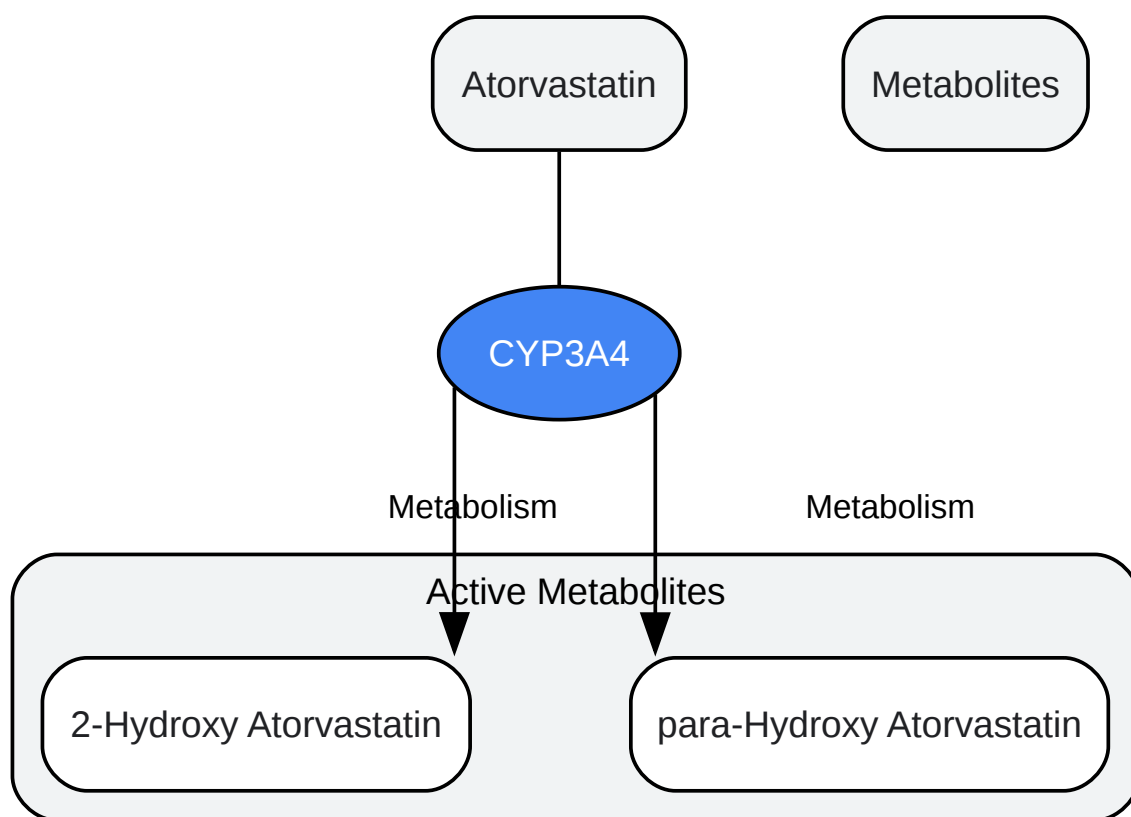 Atorvastatin
Metabolites
CYP3A4
Metabolism
Metabolism
Active Metabolites
2-Hydroxy Atorvastatin
para-Hydroxy Atorvastatin